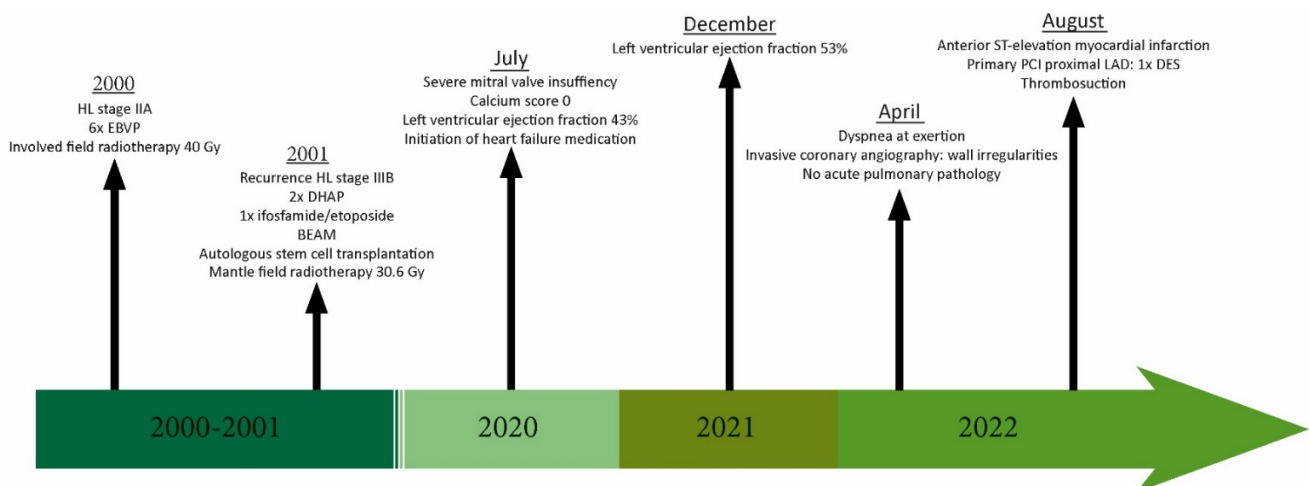 2000
HL stage IIA
6x EBVP
Involved field radiotherapy 40 Gy
2001
Recurrence HL stage IIIB
2x DHAP
1x ifosfamide/etoposide
BEAM
Autologous stem cell transplantation
Mantle field radiotherapy 30.6 Gy
July
Severe mitral valve insuffiency
Calcium score 0
Left ventricular ejection fraction 43%
Initiation of heart failure medication
December
Left ventricular ejection fraction 53%
April
Dyspnea at exertion
Invasive coronary angiography: wall irregularities
No acute pulmonary pathology
August
Anterior ST-elevation myocardial infarction
Primary PCI proximal LAD: 1x DES
Thrombosuction
2000-2001
2020
2021
2022